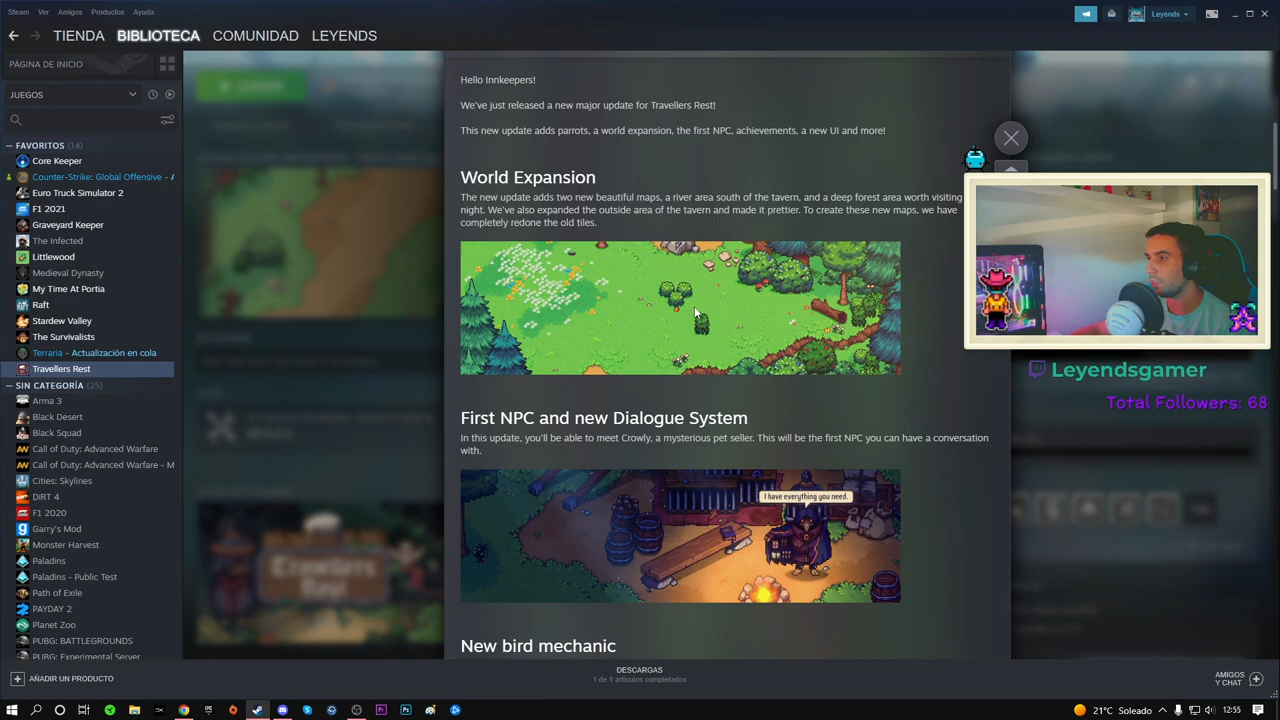 Steam Ver Amigos Productos Ayuda
Leyends
TIENDA BIBLIOTECA COMUNIDAD LEYENDS
PÁGINA DE INICIO
JUEGOS
FAVORITOS (14)
Core Keeper
Counter-Strike: Global Offensive - A
Euro Truck Simulator 2
F1 2021
Graveyard Keeper
The Infected
Littlewood
Medieval Dynasty
My Time At Portia
Raft
Stardew Valley
The Survivalists
Terraria - Actualización en cola
Travellers Rest
SIN CATEGORÍA (25)
Arma 3
Black Desert
Black Squad
Call of Duty: Advanced Warfare
Call of Duty: Advanced Warfare - M
Cities: Skylines
DiRT 4
F1 2020
Garry's Mod
Monster Harvest
Paladins
Paladins - Public Test
Path of Exile
PAYDAY 2
Planet Zoo
PUBG: BATTLEGROUNDS
PUBG: Experimental Server
Hello Innkeepers!
We've just released a new major update for Travellers Rest!
This new update adds parrots, a world expansion, the first NPC, achievements, a new UI and more!
World Expansion
The new update adds two new beautiful maps, a river area south of the tavern, and a deep forest area worth visiting
night. We've also expanded the outside area of the tavern and made it prettier. To create these new maps, we have
completely redone the old tiles.
First NPC and new Dialogue System
In this update, you'll be able to meet Crowly, a mysterious pet seller. This will be the first NPC you can have a conversation
with.
I have everything you need.
New bird mechanic
Leyendsgamer
Total Followers: 68
AÑADIR UN PRODUCTO
DESCARGAS
1 de 1 artículos completados
AMIGOS
Y CHAT
21°C Soleado
12:55